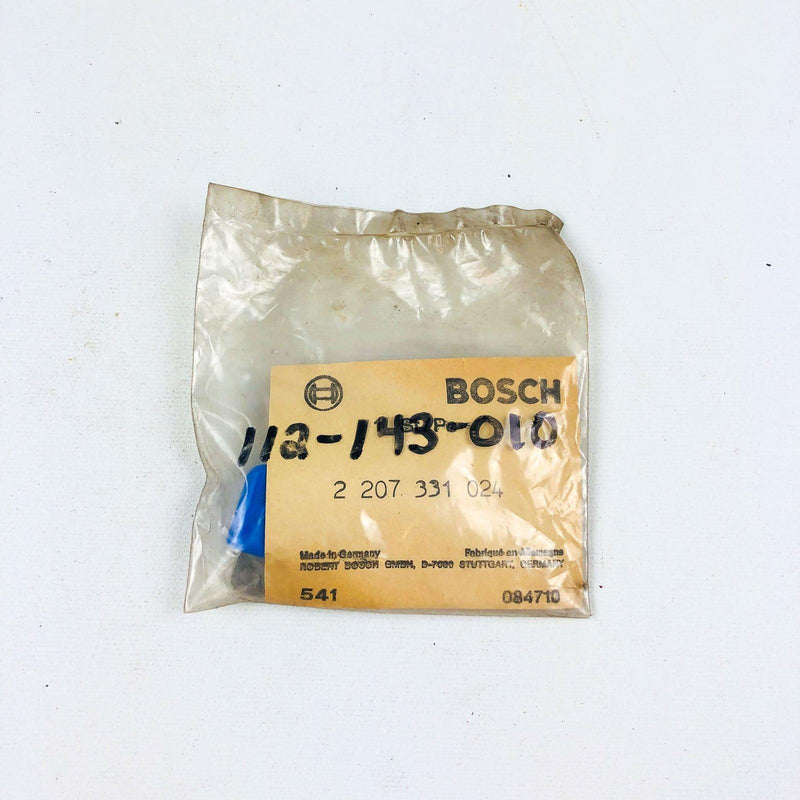 BOSCH
112-143-010
2 207 331 024
Made in Germany Fabriqué en Allemagne
ROBERT BOSCH GMBH, D-7000 STUTTGART, GERMANY
541 084710